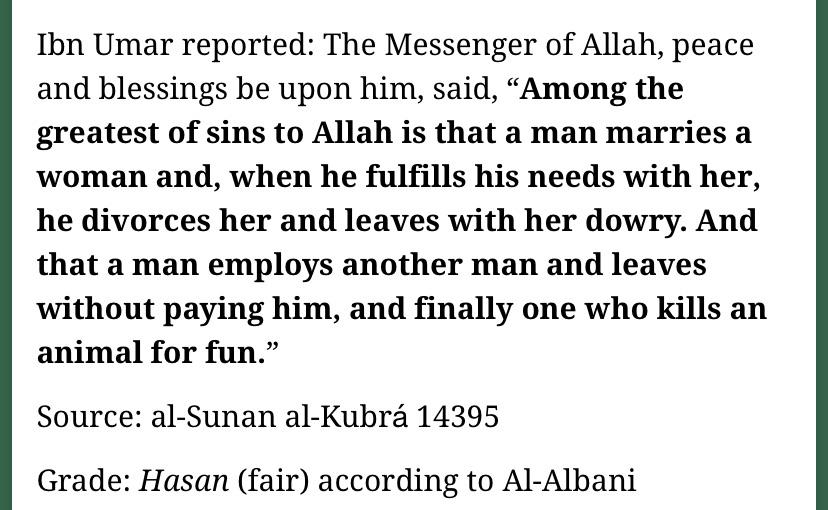 Ibn Umar reported: The Messenger of Allah, peace
and blessings be upon him, said, “Among the
greatest of sins to Allah is that a man marries a
woman and, when he fulfills his needs with her,
he divorces her and leaves with her dowry. And
that a man employs another man and leaves
without paying him, and finally one who kills an
animal for fun.”
Source: al-Sunan al-Kubrá 14395
Grade: Hasan (fair) according to Al-Albani